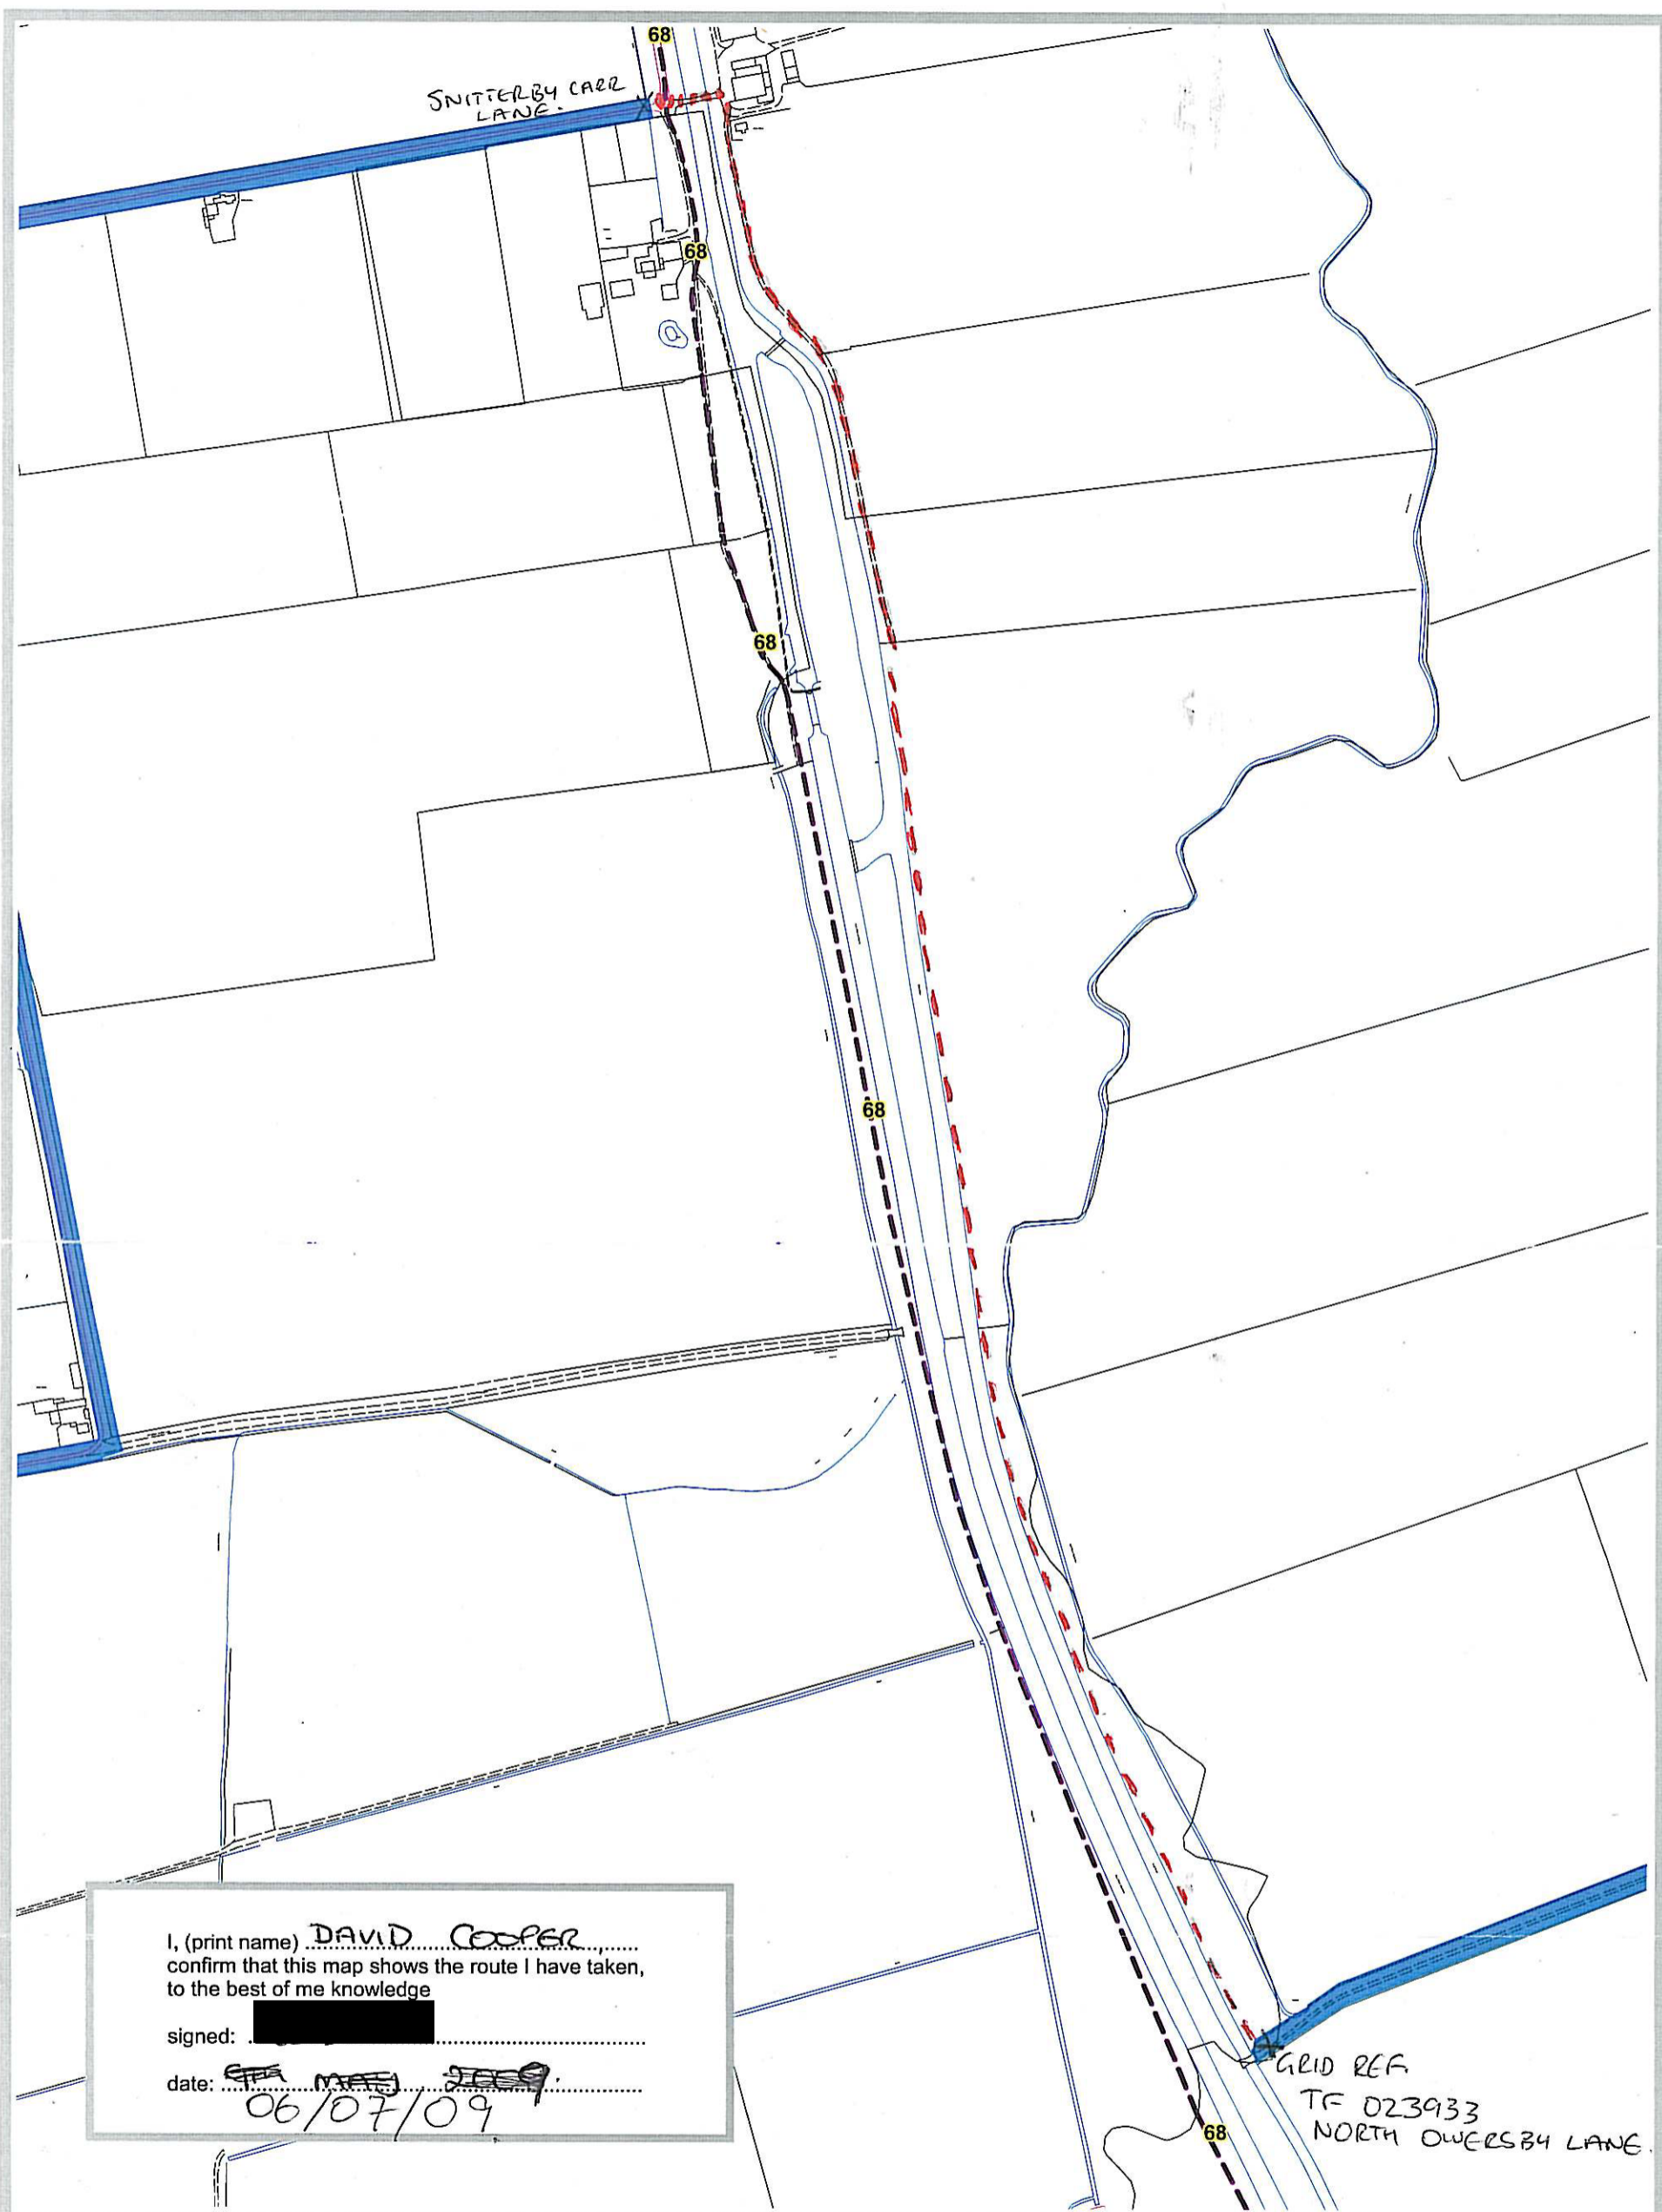 68
SNITTERBY CARR
LANE.
68
68
68
I, (print name) DAVID COOPER
confirm that this map shows the route I have taken,
to the best of me knowledge
signed:
date:
06/07/09
GRID REF.
TF 023933
NORTH OWERSBY LANE.
68